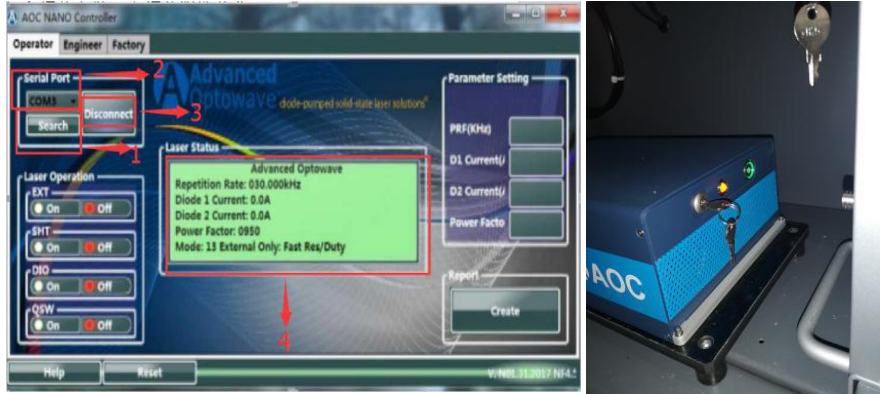 AOC NANO Controller
Operator Engineer Factory
Serial Port
2
COM3
Disconnect
3
Search
1
Advanced
Optowave
diode-pumped solid-state laser solutions
Parameter Setting
PRF(KHz)
D1 Current(
D2 Current(
Power Facto
Laser Status
Advanced Optowave
Repetition Rate: 030.000kHz
Diode 1 Current: 0.0A
Diode 2 Current: 0.0A
Power Factor: 0950
Mode: 13 External Only: Fast Res/Duty
4
Laser Operation
EXT
On Off
SHT
On Off
DIO
On Off
QSW
On Off
Report
Create
Help
Reset
AOC